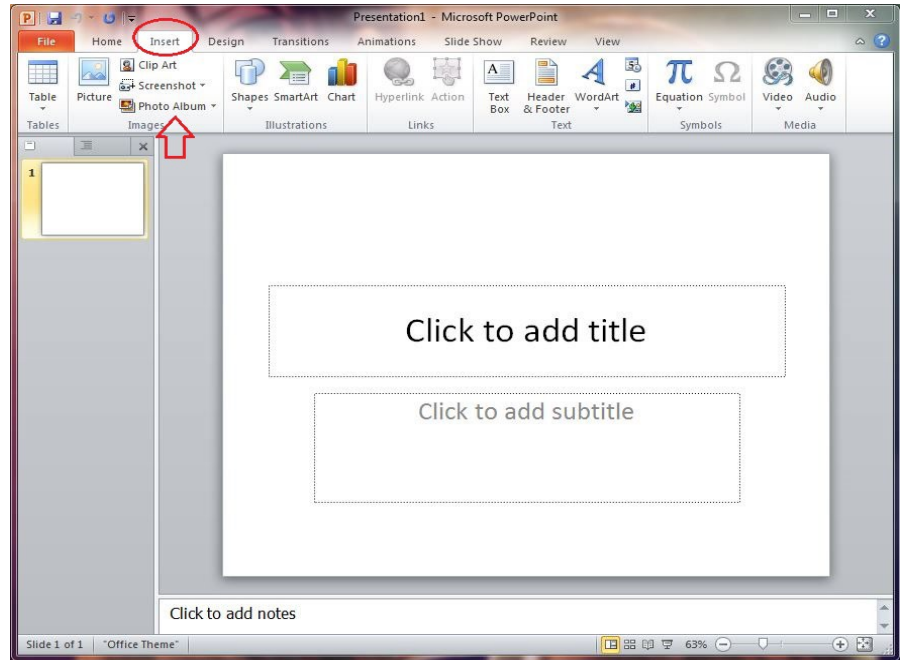 Presentation1 - Microsoft PowerPoint
File Home Insert Design Transitions Animations Slide Show Review View
Clip Art
Screenshot
Photo Album
Table Picture Shapes SmartArt Chart Hyperlink Action Text Box Header & Footer WordArt Equation Symbol Video Audio
Tables Images Illustrations Links Text Symbols Media
1
Click to add title
Click to add subtitle
Click to add notes
Slide 1 of 1 "Office Theme" 63%